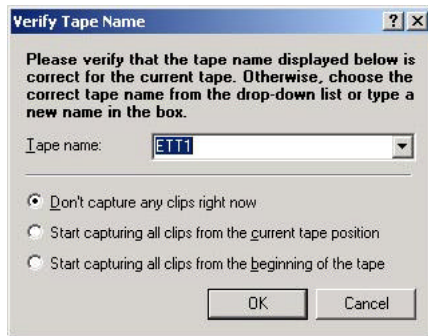 Verify Tape Name
Please verify that the tape name displayed below is
correct for the current tape. Otherwise, choose the
correct tape name from the drop-down list or type a
new name in the box.
Tape name: ETT1
Don't capture any clips right now
Start capturing all clips from the current tape position
Start capturing all clips from the beginning of the tape
OK Cancel